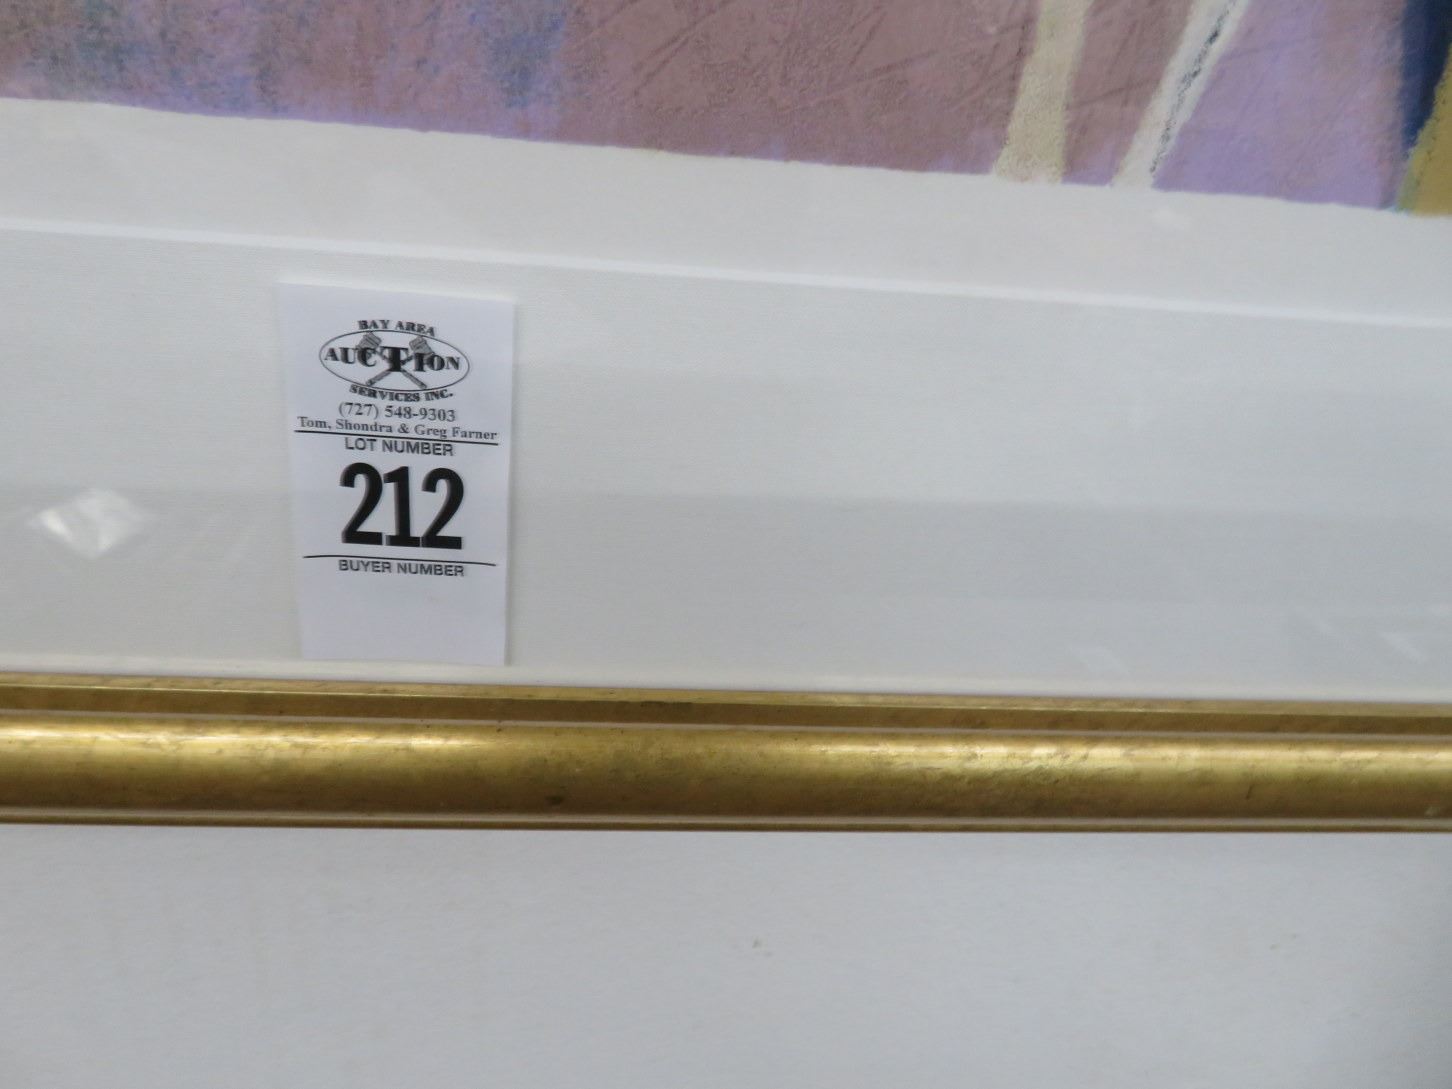 BAY AREA
AUCTION
SERVICES INC.
(727) 548-9303
Tom, Shondra & Greg Farner
LOT NUMBER
212
BUYER NUMBER